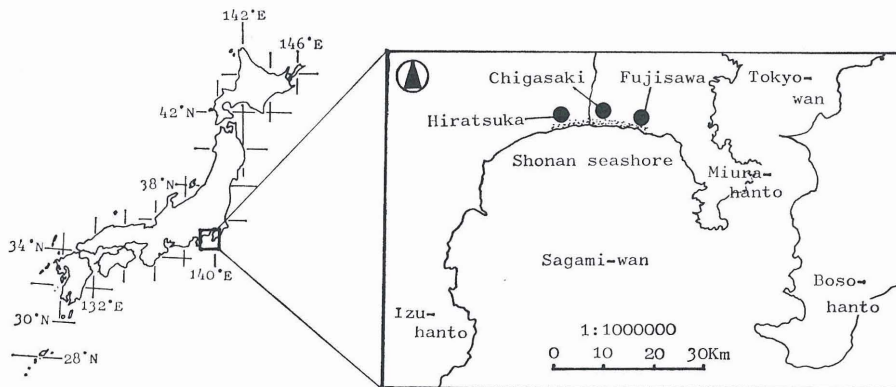 142°E
146°E
42°N
38°N
34°N
140°E
132°E
30°N
28°N
Chigasaki
Fujisawa
Tokyo-
wan
Hiratsuka
Shonan seashore
Miura-
hanto
Sagami-wan
Boso-
hanto
Izu-
hanto
1:1000000
0 10 20 30Km